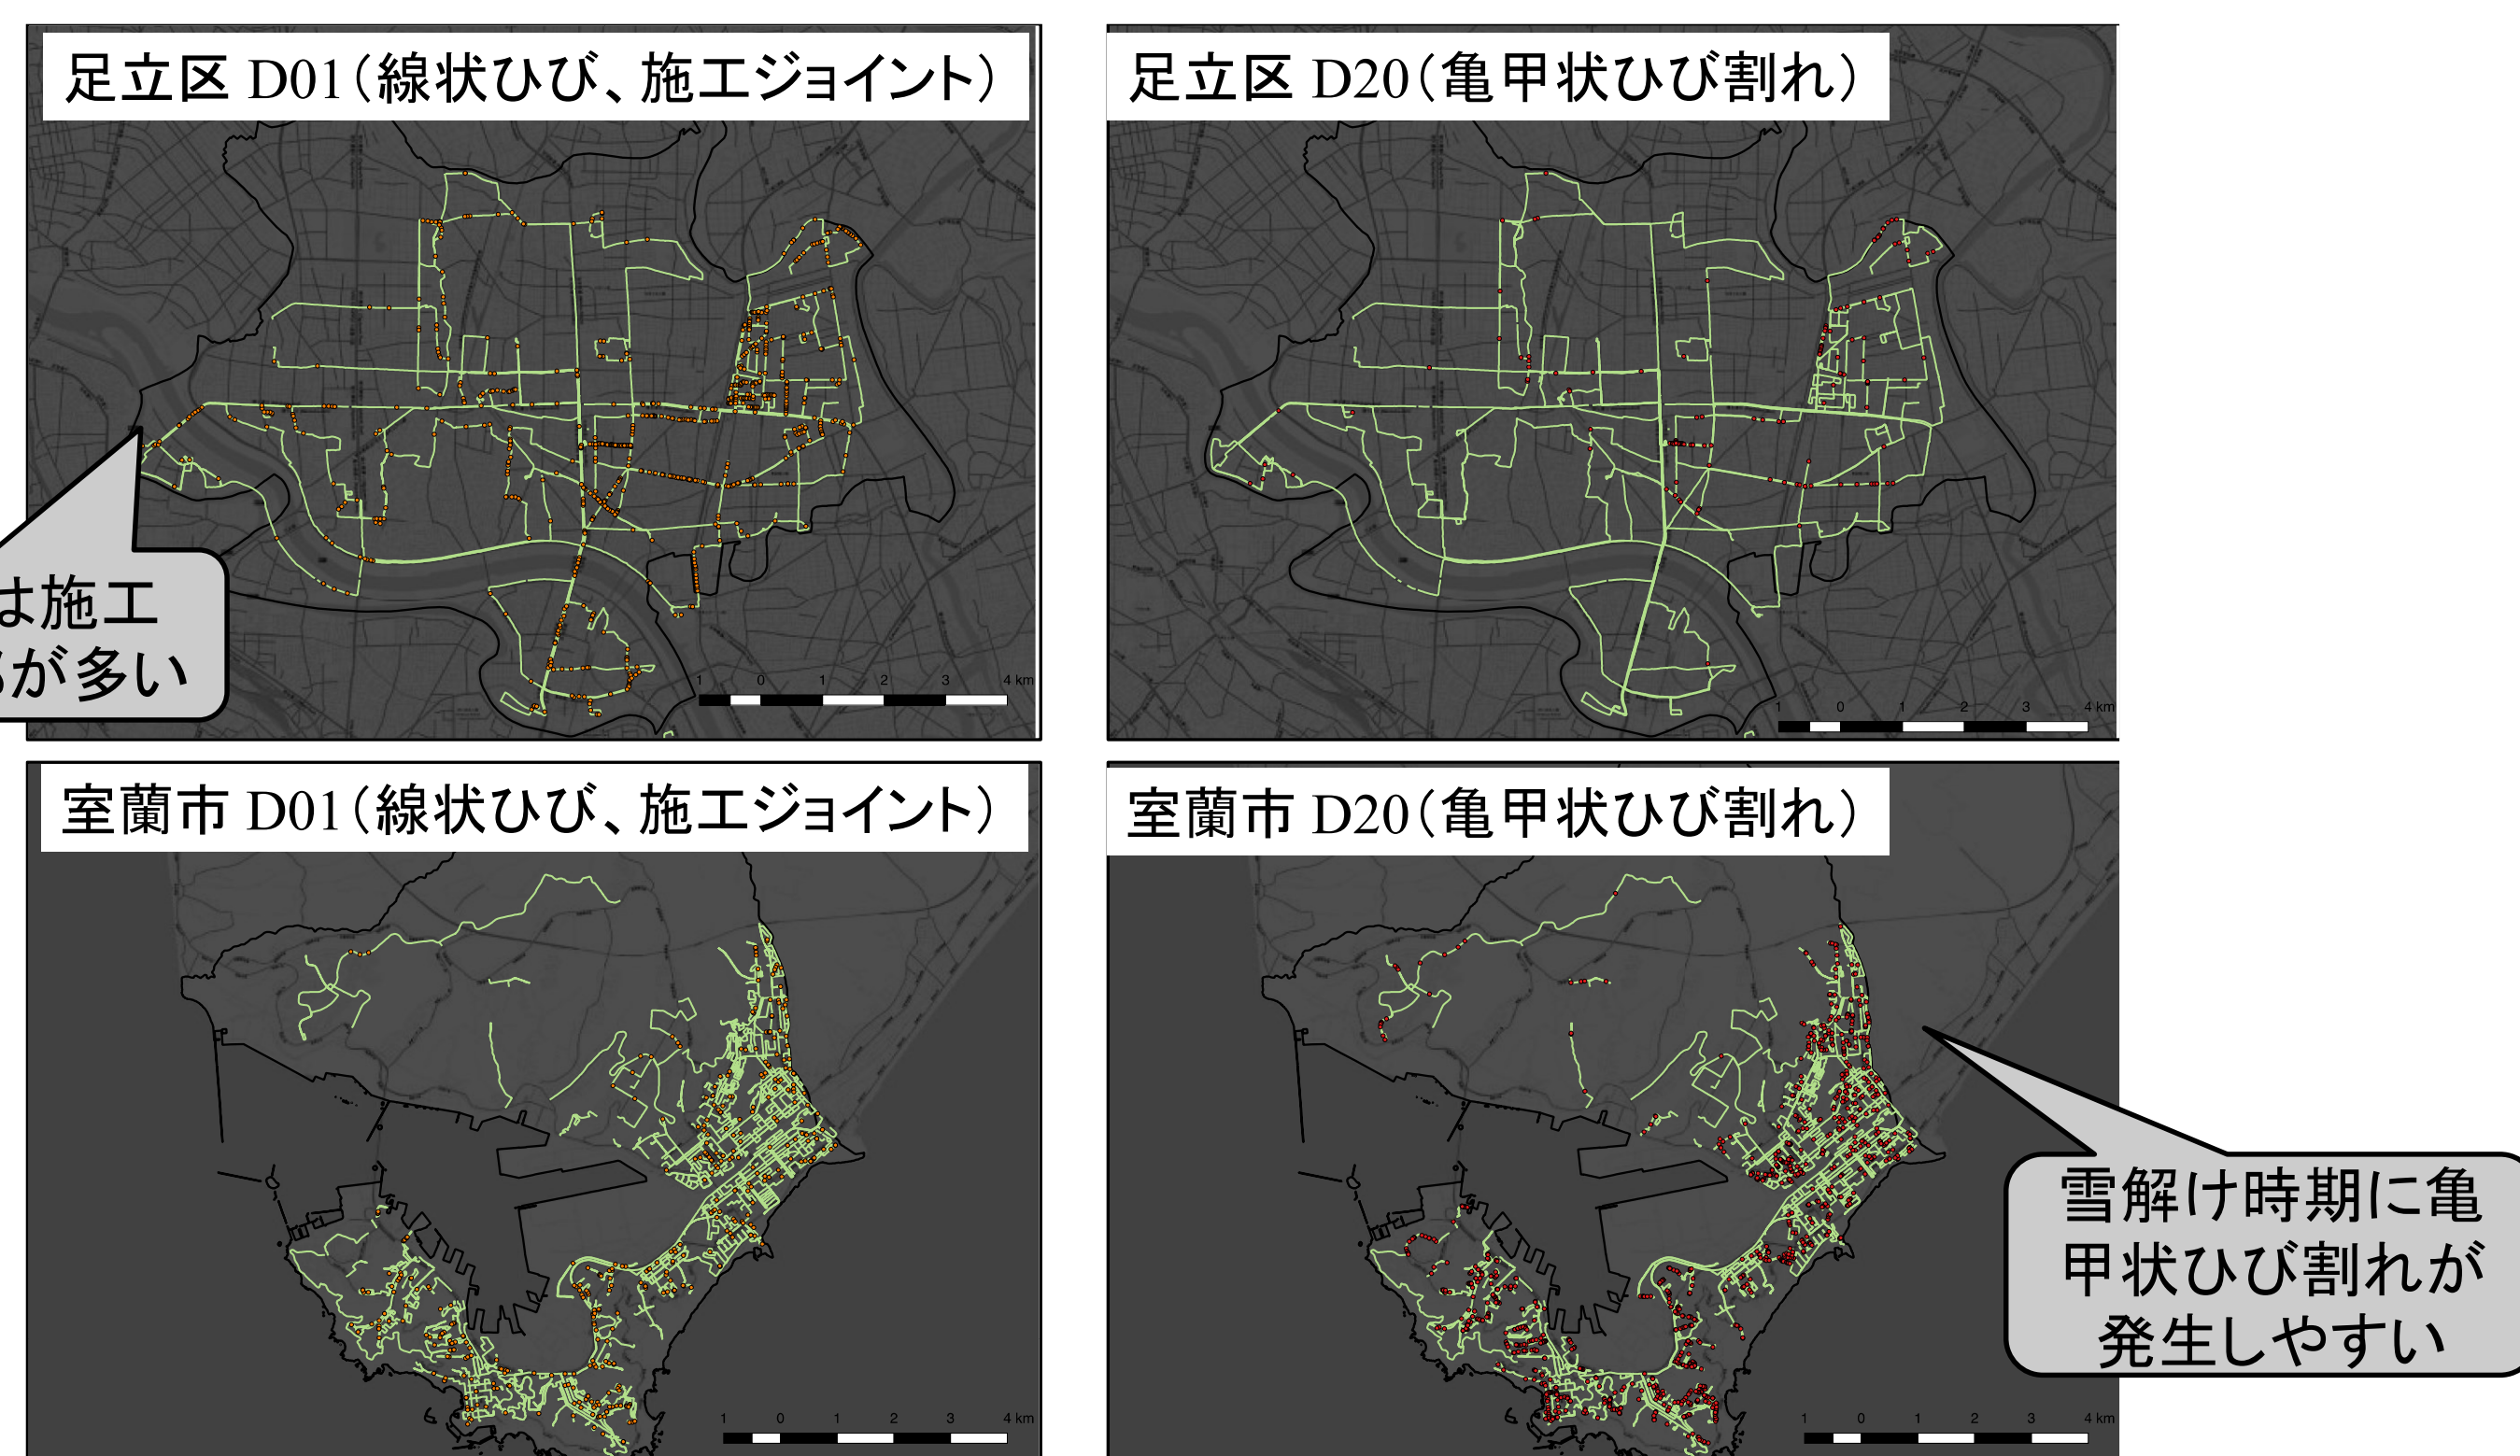 足立区 D01（線状ひび、施工ジョイント）
足立区 D20（亀甲状ひび割れ）
は施工
が多い
1 0 1 2 3 4 km
1 0 1 2 3 4 km
室蘭市 D01（線状ひび、施工ジョイント）
室蘭市 D20（亀甲状ひび割れ）
雪解け時期に亀
甲状ひび割れが
発生しやすい
1 0 1 2 3 4 km
1 0 1 2 3 4 km